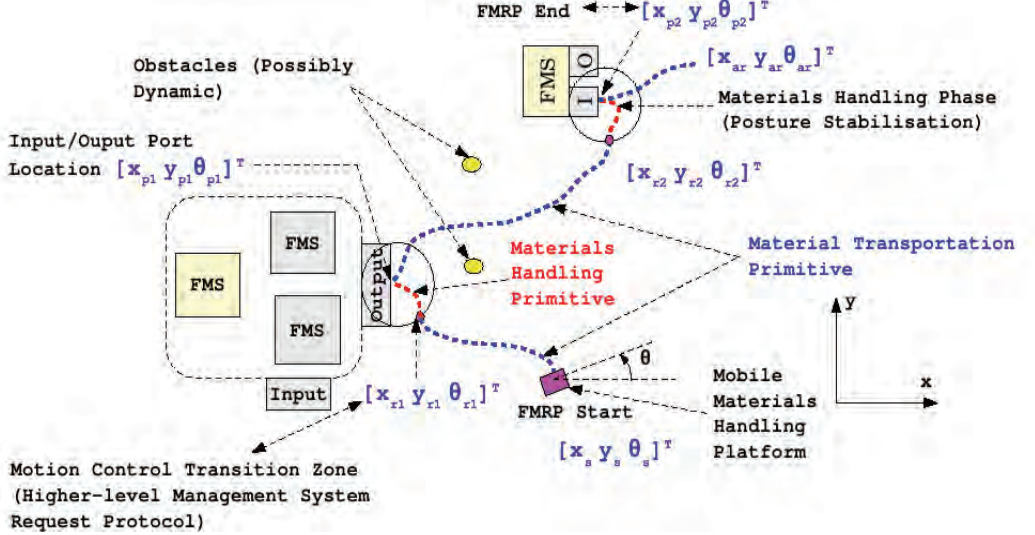 FMRP End
[x_p2 y_p2 θ_p2]^T
[x_ar y_ar θ_ar]^T
Obstacles (Possibly
Dynamic)
FMS
O
I
Materials Handling Phase
(Posture Stabilisation)
Input/Ouput Port
Location [x_p1 y_p1 θ_p1]^T
[x_r2 y_r2 θ_r2]^T
FMS
FMS
FMS
Output
Materials
Handling
Primitive
Material Transportation
Primitive
y
x
θ
Input
[x_r1 y_r1 θ_r1]^T
FMRP Start
[x_s y_s θ_s]^T
Mobile
Materials
Handling
Platform
Motion Control Transition Zone
(Higher-level Management System
Request Protocol)